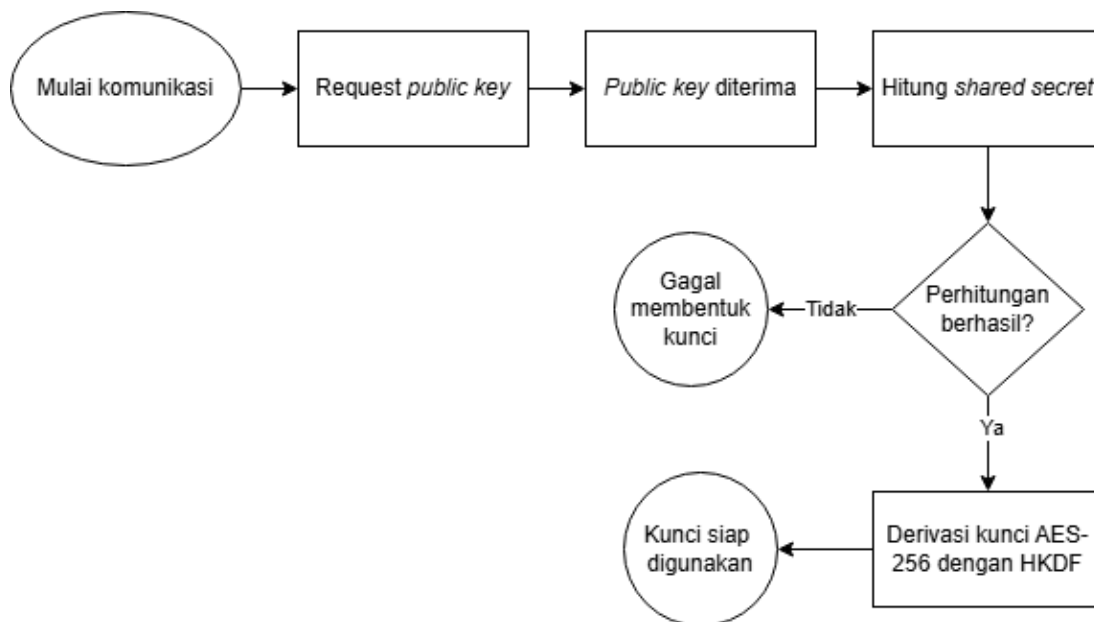 Mulai komunikasi
Request public key
Public key diterima
Hitung shared secret
Perhitungan
berhasil?
Tidak
Gagal
membentuk
kunci
Ya
Derivasi kunci AES-
256 dengan HKDF
Kunci siap
digunakan